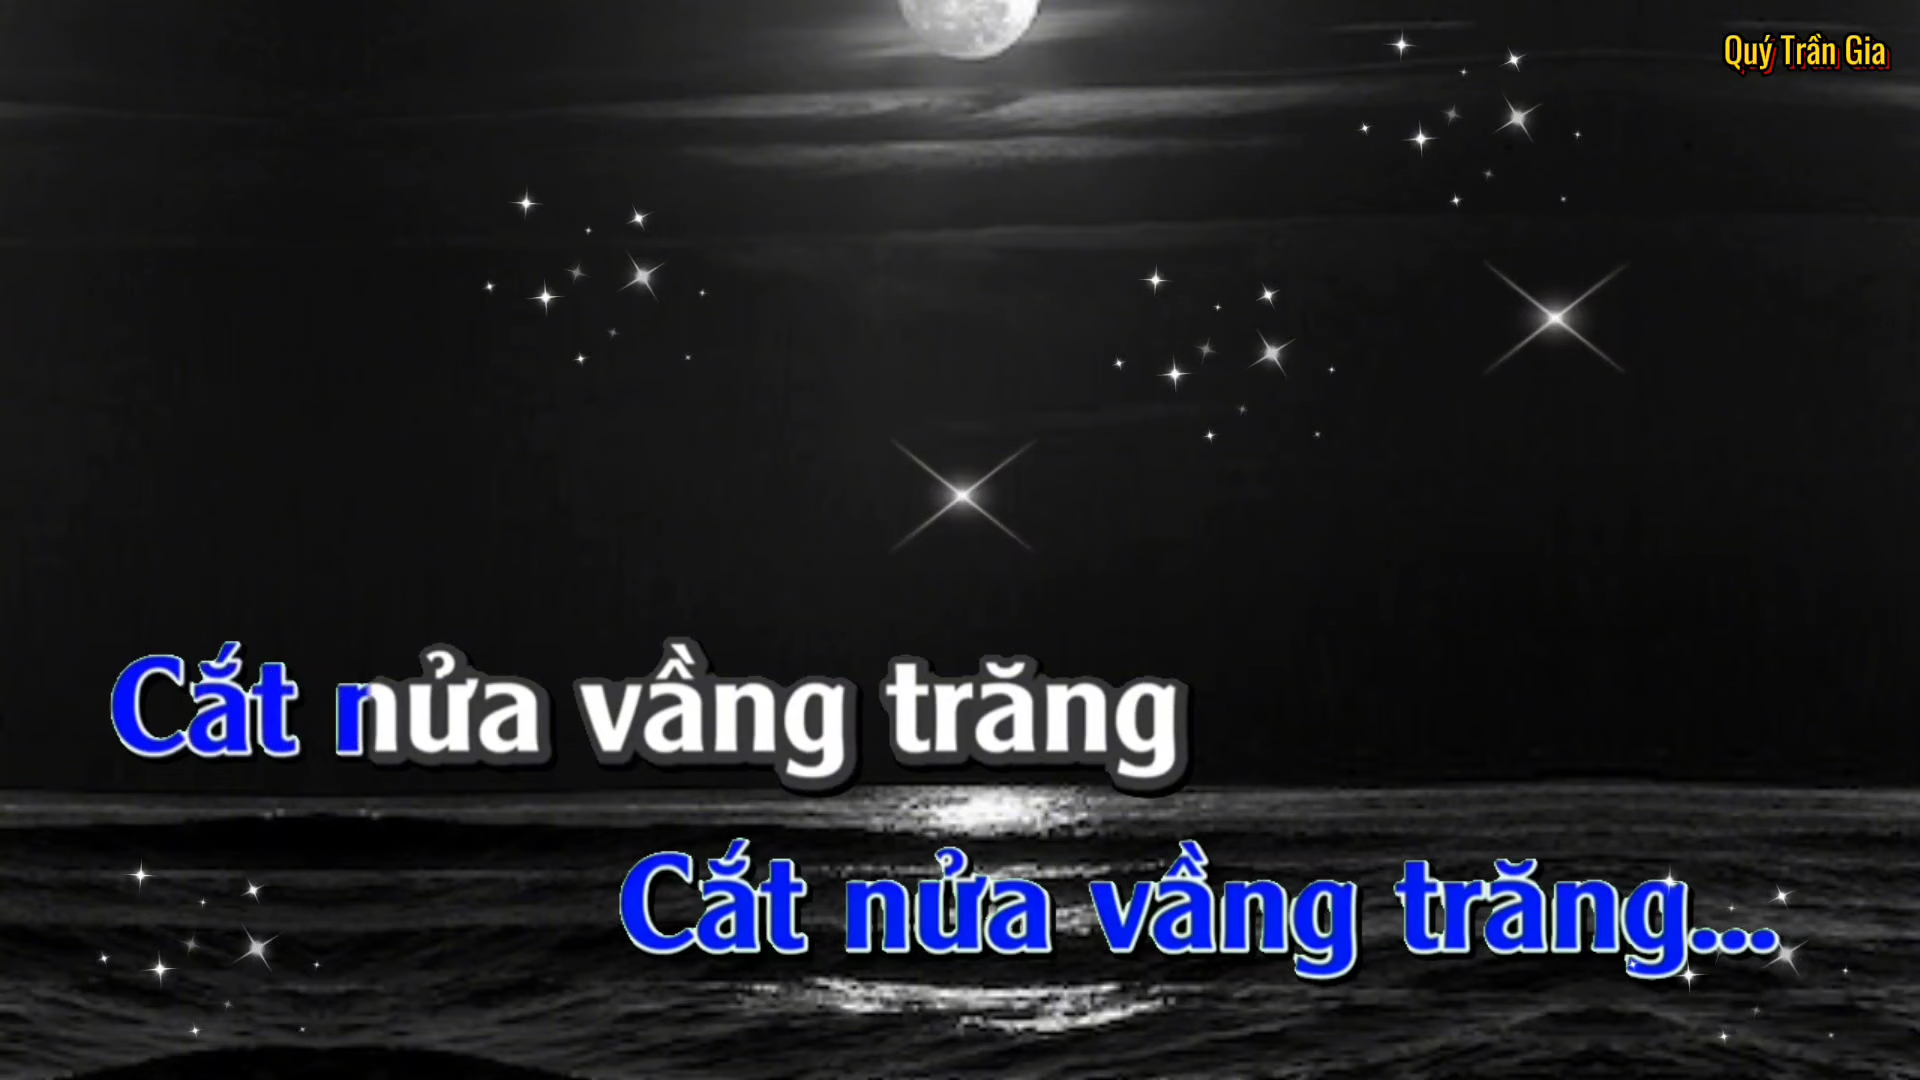 Quý Trần Gia
Cắt nửa vầng trăng
Cắt nửa vầng trăng...